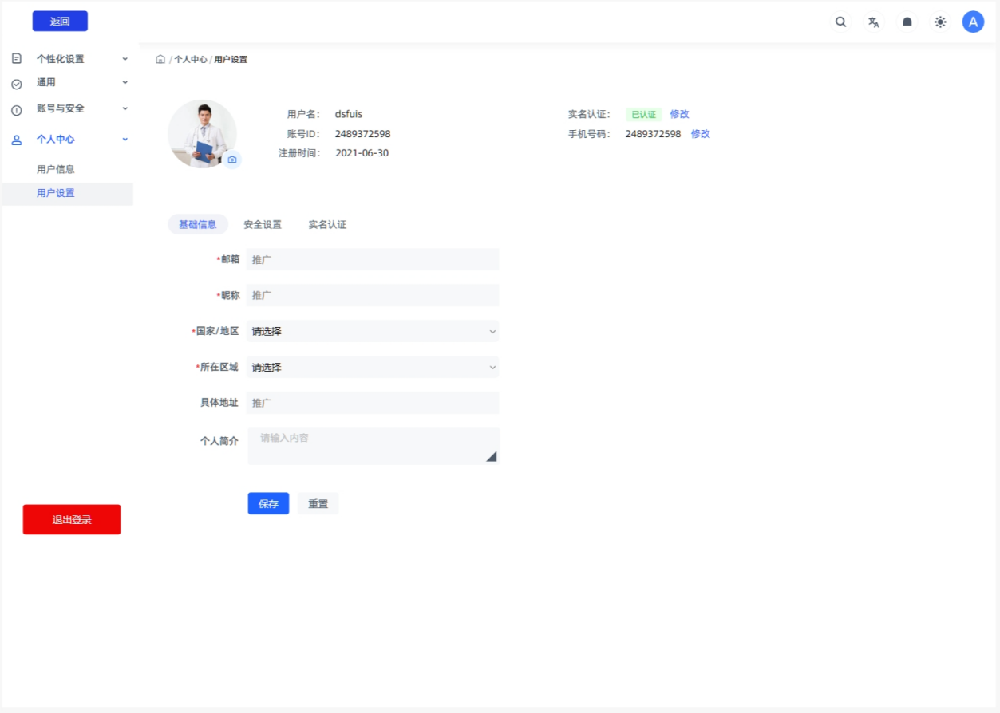 返回
A
个性化设置
通用
账号与安全
个人中心
用户信息
用户设置
退出登录
/ 个人中心 / 用户设置
用户名： dsfuis
账号ID： 2489372598
注册时间： 2021-06-30
实名认证： 已认证 修改
手机号码： 2489372598 修改
基础信息 安全设置 实名认证
*邮箱 推广
*昵称 推广
*国家/地区 请选择
*所在区域 请选择
具体地址 推广
个人简介 请输入内容
保存 重置